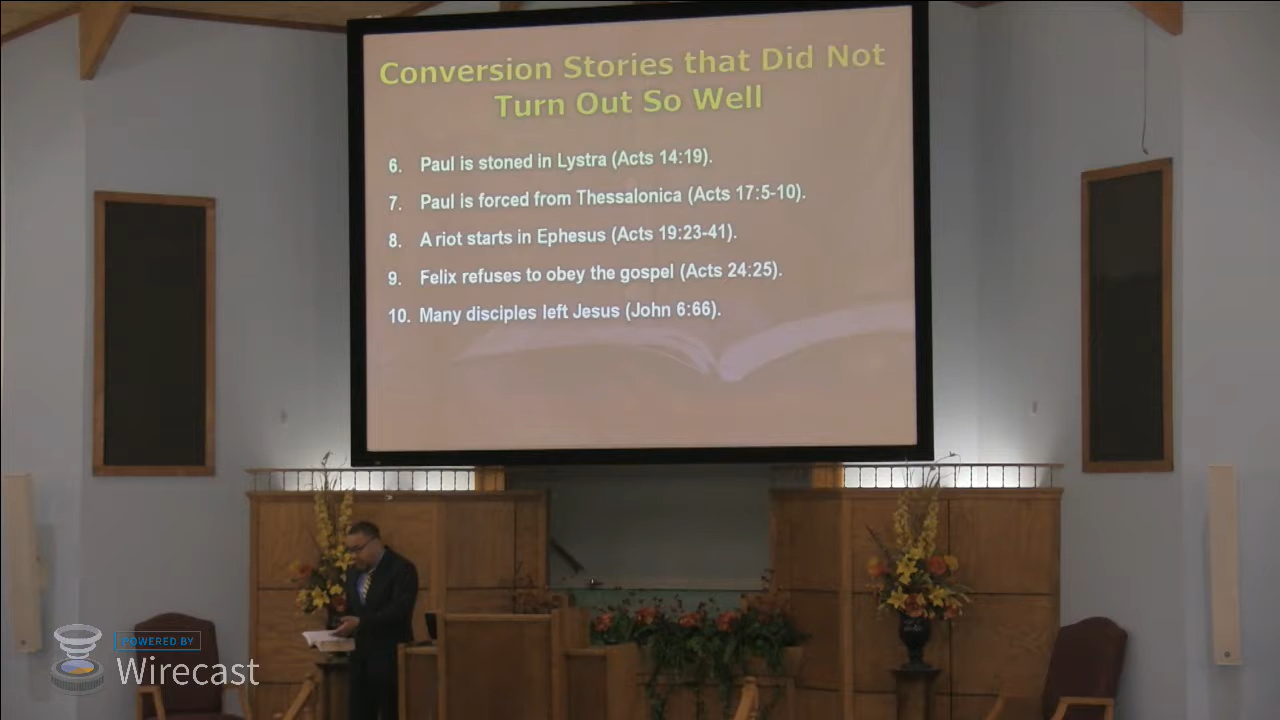 Conversion Stories that Did Not
Turn Out So Well
6. Paul is stoned in Lystra (Acts 14:19).
7. Paul is forced from Thessalonica (Acts 17:5-10).
8. A riot starts in Ephesus (Acts 19:23-41).
9. Felix refuses to obey the gospel (Acts 24:25).
10. Many disciples left Jesus (John 6:66).
POWERED BY
Wirecast